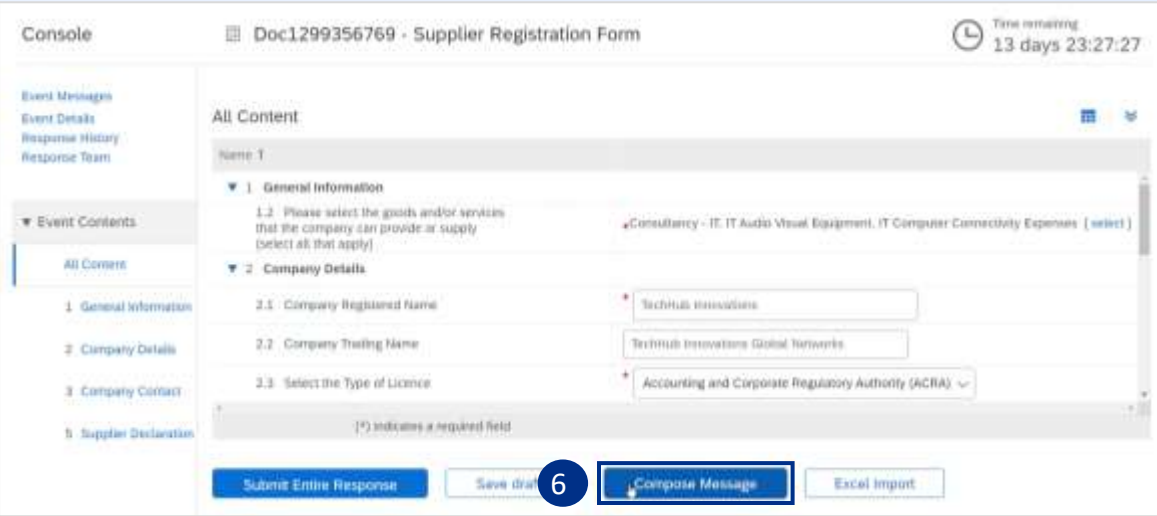 Console
Doc1299356769 - Supplier Registration Form
Time remaining
13 days 23:27:27
Event Messages
Event Details
Response History
Response Team
▼ Event Contents
All Content
1 General Information
2 Company Details
3 Company Contact
5 Supplier Declaration
All Content
Name ↑
▼ 1 General Information
1.2 Please select the goods and/or services
that the company can provide or supply
(select all that apply)
*Consultancy - IT, IT Audio Visual Equipment, IT Computer Connectivity Expenses [ select ]
▼ 2 Company Details
2.1 Company Registered Name
* TechHub Innovations
2.2 Company Trading Name
TechHub Innovations Global Networks
2.3 Select the Type of Licence
* Accounting and Corporate Regulatory Authority (ACRA)
(*) indicates a required field
Submit Entire Response
Save draf
6
Compose Message
Excel Import